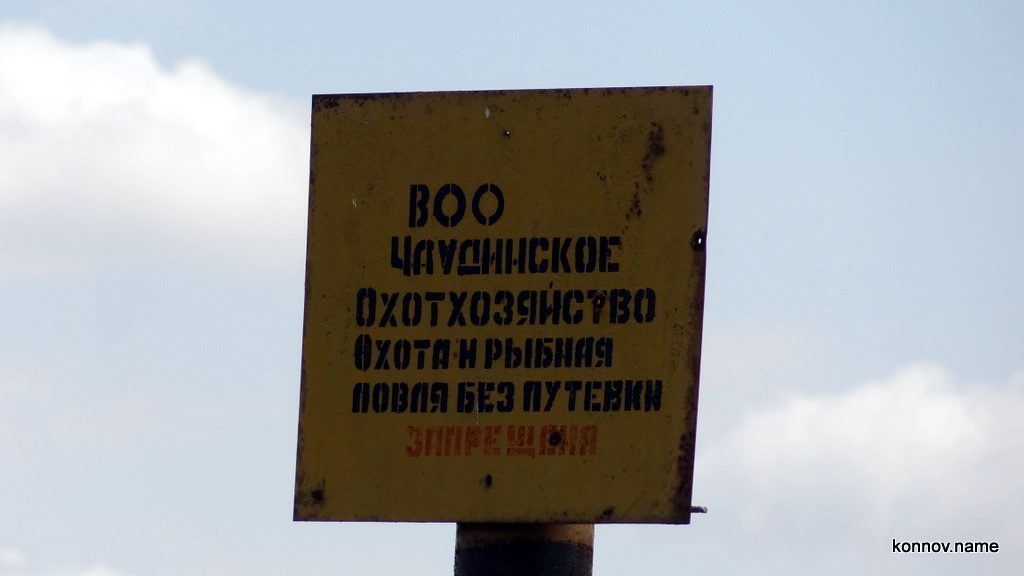 ВОО
Чаудинское
Охотхозяйство
Охота и рыбная
ловля без путевки
запрещена
konnov.name